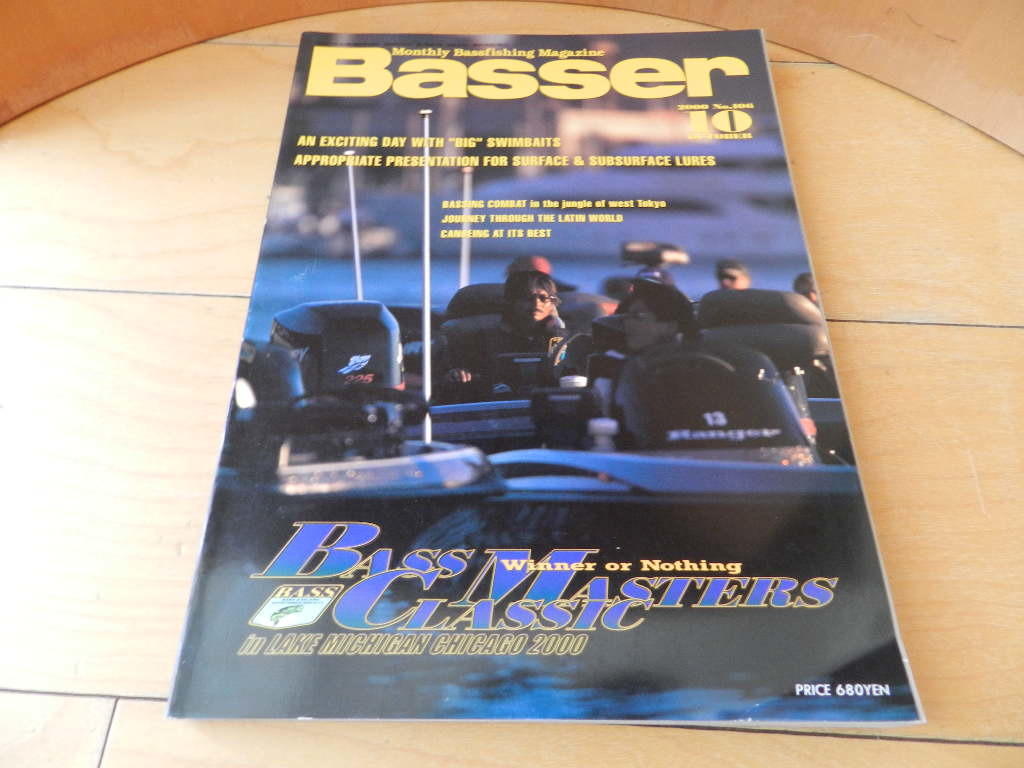 Monthly Bassfishing Magazine
Basser
2000 No.106
10
OCTOBER
AN EXCITING DAY WITH "BIG" SWIMBAITS
APPROPRIATE PRESENTATION FOR SURFACE & SUBSURFACE LURES
BASSING COMBAT in the jungle of west Tokyo
JOURNEY THROUGH THE LATIN WORLD
CANOEING AT ITS BEST
225
13
Ranger
BASS MASTERS
Winner or Nothing
CLASSIC
BASS
in LAKE MICHIGAN CHICAGO 2000
PRICE 680YEN